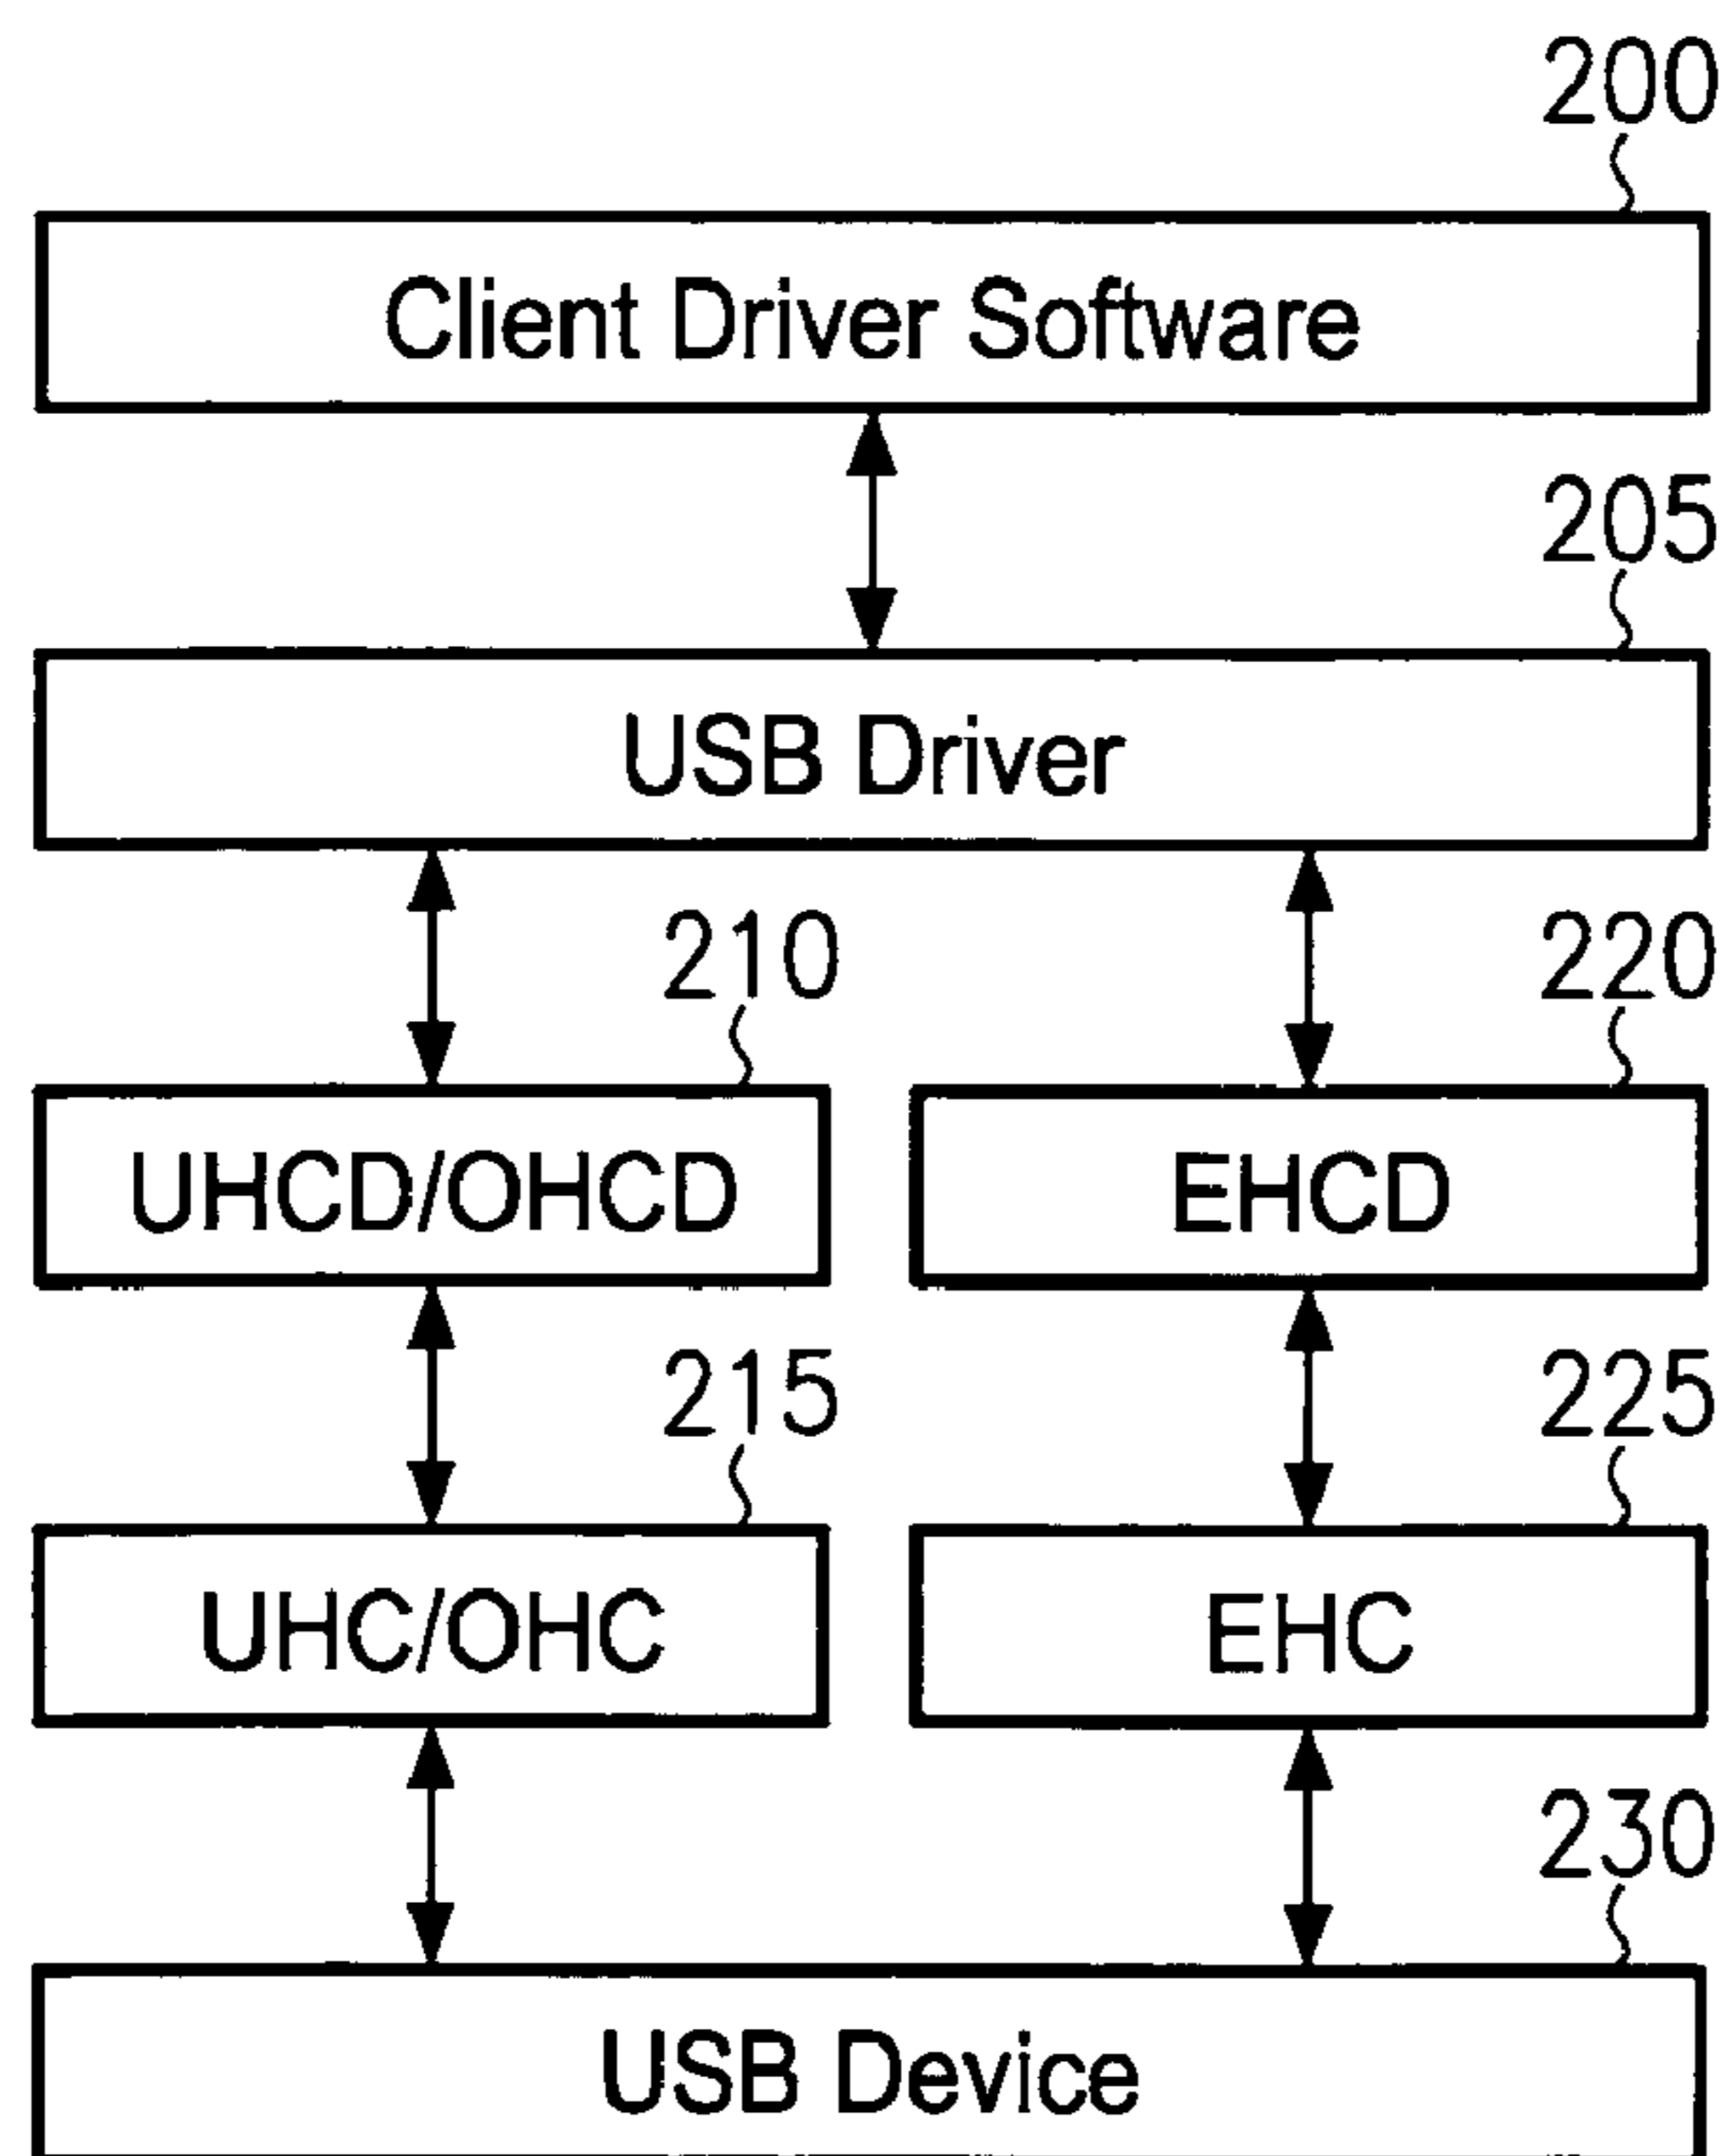 200
Client Driver Software
205
USB Driver
210
220
UHCD/OHCD
EHCD
215
225
UHC/OHC
EHC
230
USB Device